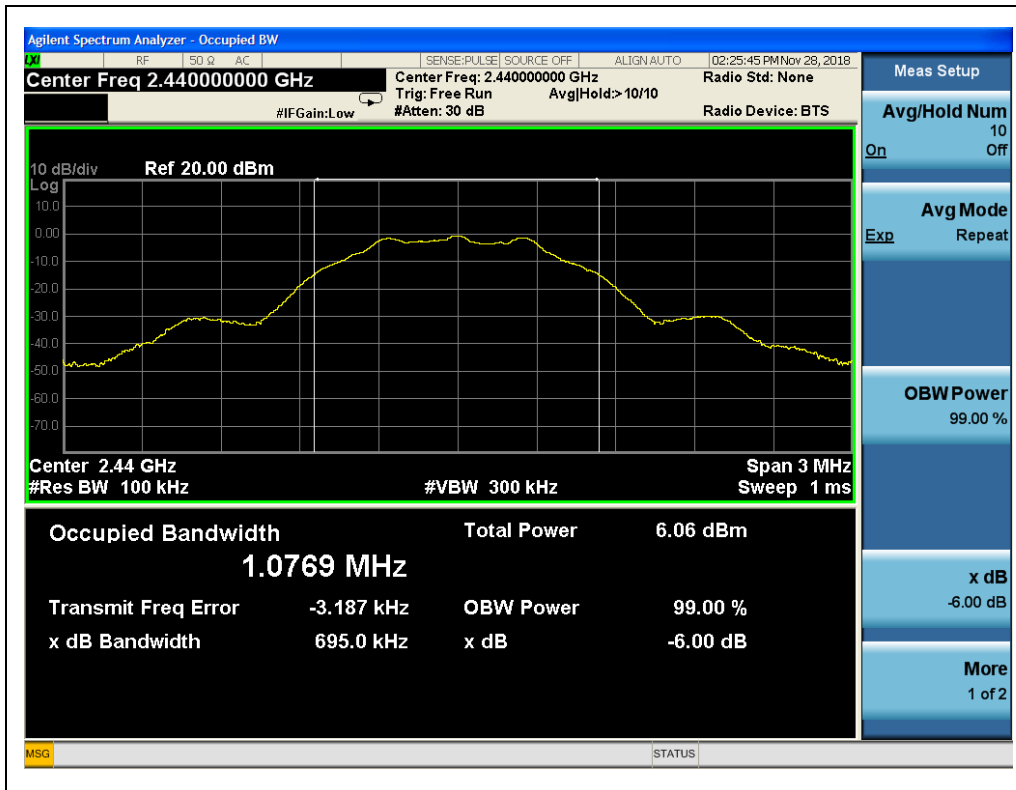 Agilent Spectrum Analyzer - Occupied BW
LXI RF 50 Ω AC SENSE:PULSE SOURCE OFF ALIGN AUTO 02:25:45 PM Nov 28, 2018
Center Freq 2.440000000 GHz
Center Freq: 2.440000000 GHz Radio Std: None
Trig: Free Run Avg|Hold:>10/10
#IFGain:Low #Atten: 30 dB Radio Device: BTS
10 dB/div Ref 20.00 dBm
Log
10.0
0.00
-10.0
-20.0
-30.0
-40.0
-50.0
-60.0
-70.0
Center 2.44 GHz Span 3 MHz
#Res BW 100 kHz #VBW 300 kHz Sweep 1 ms
Occupied Bandwidth Total Power 6.06 dBm
1.0769 MHz
Transmit Freq Error -3.187 kHz OBW Power 99.00 %
x dB Bandwidth 695.0 kHz x dB -6.00 dB
Meas Setup
Avg/Hold Num
10
On Off
Avg Mode
Exp Repeat
OBW Power
99.00 %
x dB
-6.00 dB
More
1 of 2
MSG STATUS